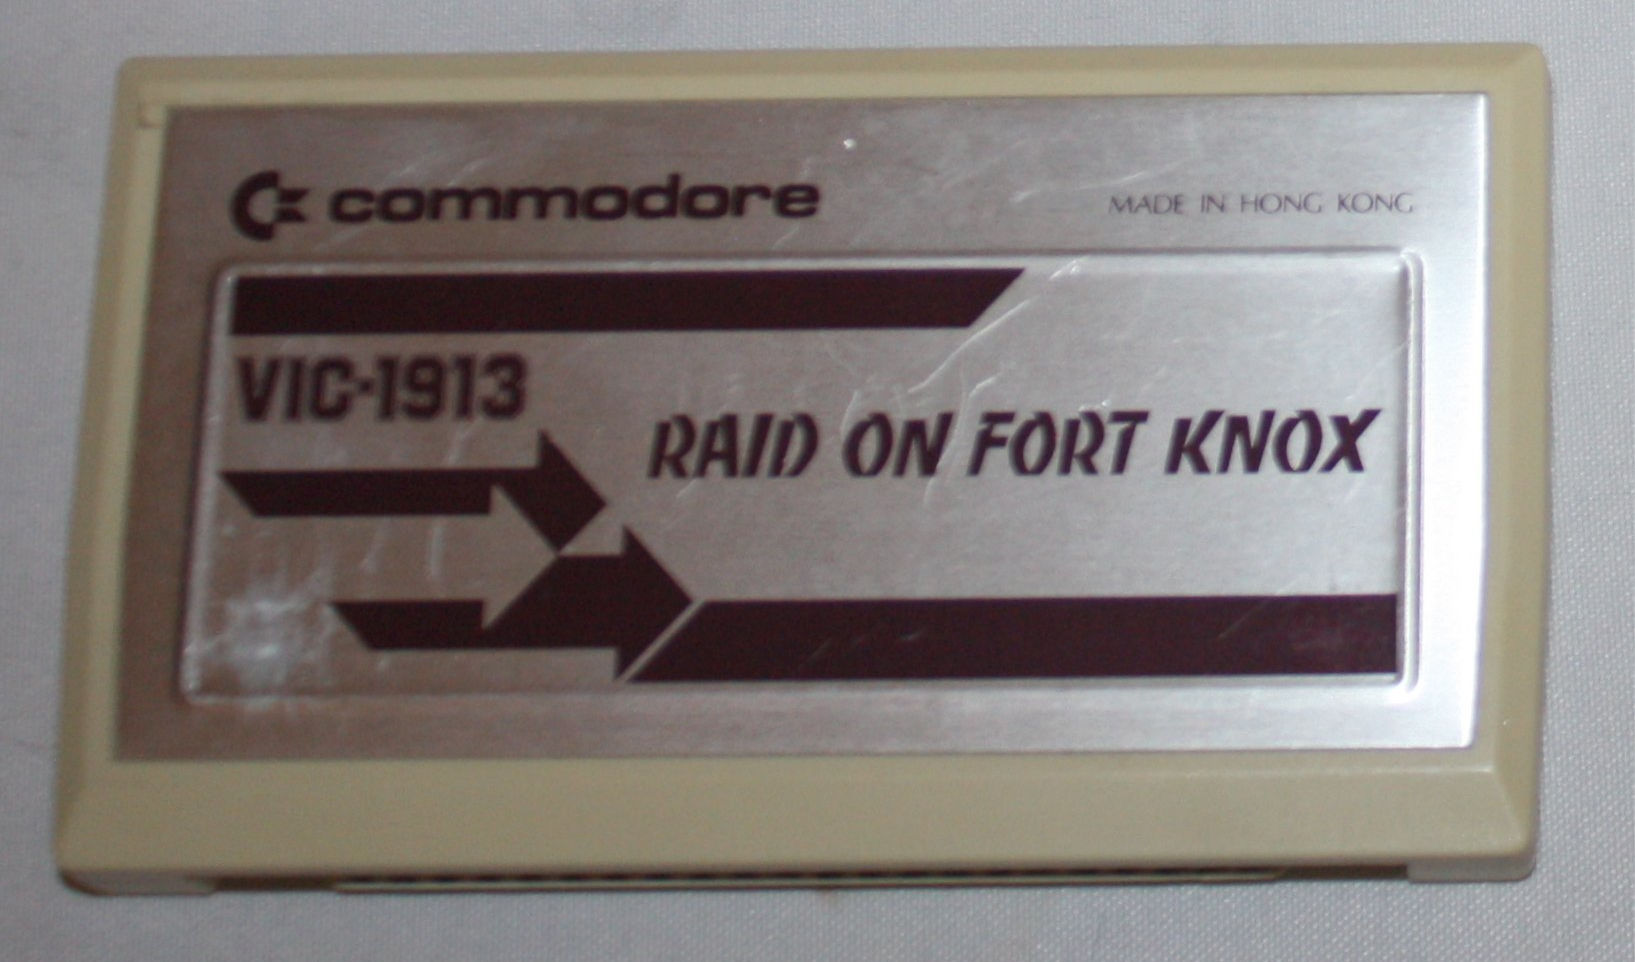 commodore
MADE IN HONG KONG
VIC-1913
RAID ON FORT KNOX